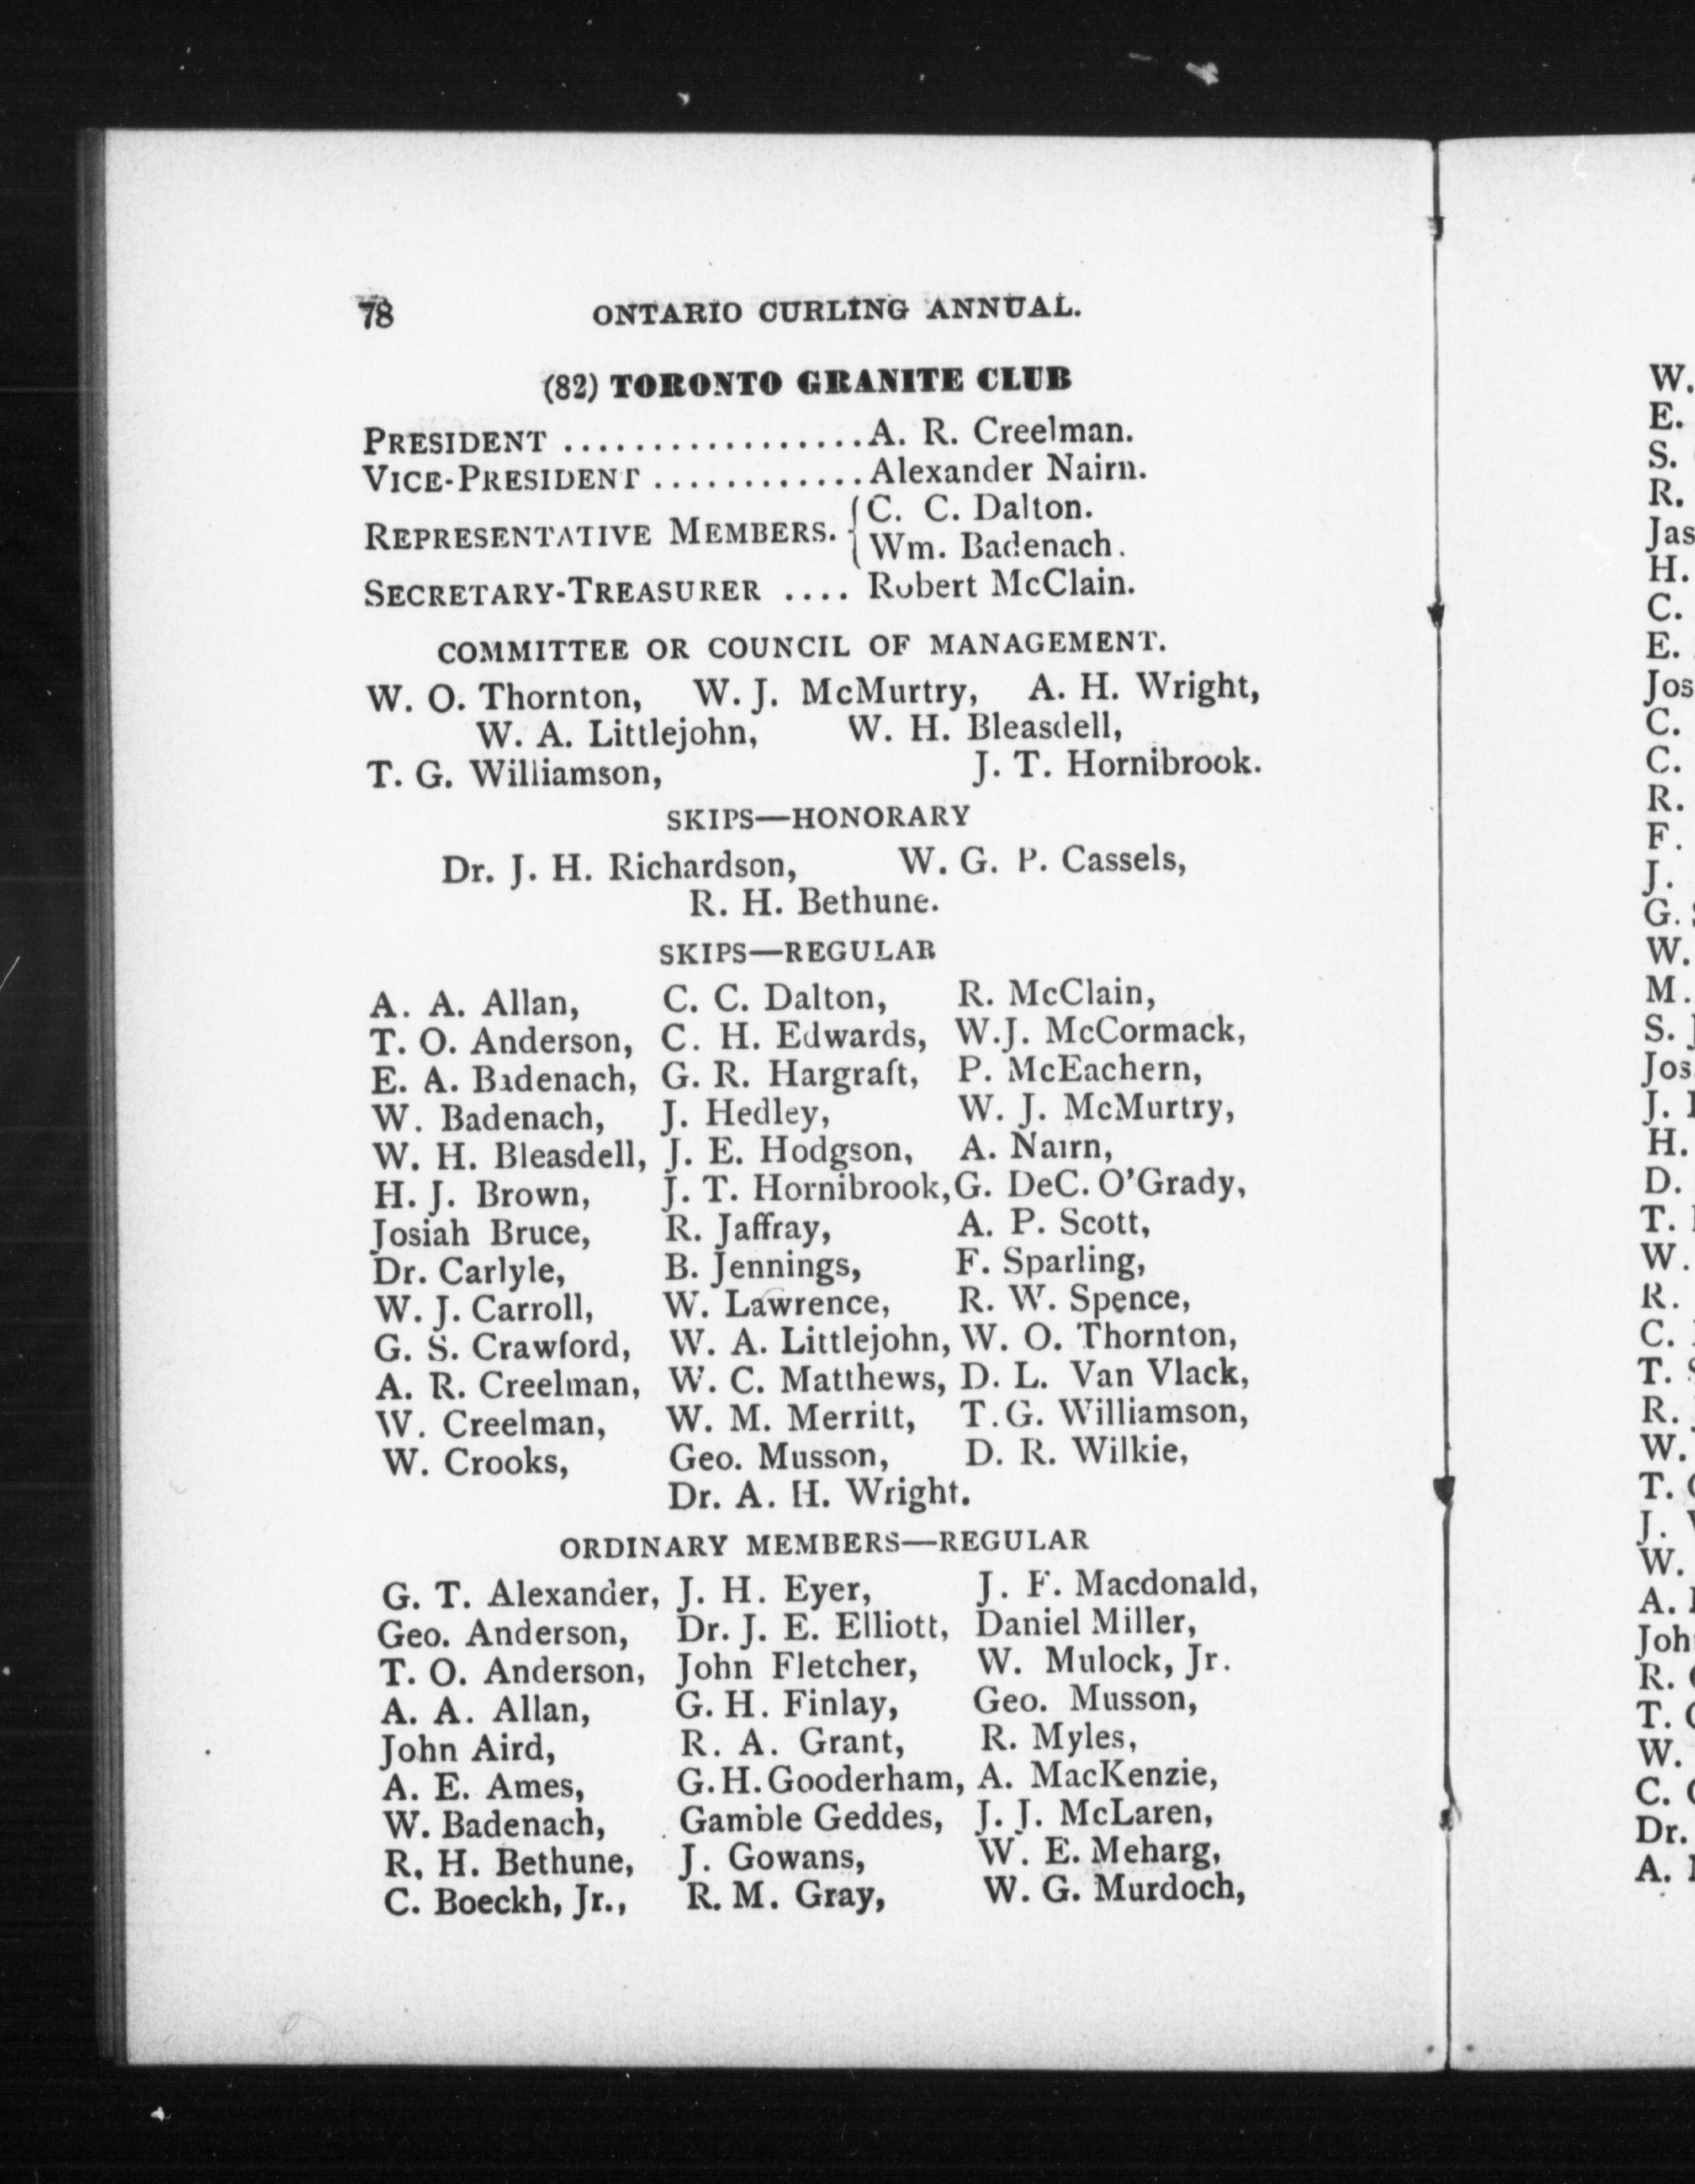 78 ONTARIO CURLING ANNUAL.
(82) TORONTO GRANITE CLUB
PRESIDENT .................A. R. Creelman.
VICE-PRESIDENT ............Alexander Nairn.
REPRESENTATIVE MEMBERS. { C. C. Dalton.
Wm. Badenach.
SECRETARY-TREASURER .... Robert McClain.
COMMITTEE OR COUNCIL OF MANAGEMENT.
W. O. Thornton, W. J. McMurtry, A. H. Wright,
W. A. Littlejohn, W. H. Bleasdell,
T. G. Williamson, J. T. Hornibrook.
SKIPS—HONORARY
Dr. J. H. Richardson, W. G. P. Cassels,
R. H. Bethune.
SKIPS—REGULAR
A. A. Allan, C. C. Dalton, R. McClain,
T. O. Anderson, C. H. Edwards, W. J. McCormack,
E. A. Badenach, G. R. Hargraft, P. McEachern,
W. Badenach, J. Hedley, W. J. McMurtry,
W. H. Bleasdell, J. E. Hodgson, A. Nairn,
H. J. Brown, J. T. Hornibrook, G. DeC. O'Grady,
Josiah Bruce, R. Jaffray, A. P. Scott,
Dr. Carlyle, B. Jennings, F. Sparling,
W. J. Carroll, W. Lawrence, R. W. Spence,
G. S. Crawford, W. A. Littlejohn, W. O. Thornton,
A. R. Creelman, W. C. Matthews, D. L. Van Vlack,
W. Creelman, W. M. Merritt, T. G. Williamson,
W. Crooks, Geo. Musson, D. R. Wilkie,
Dr. A. H. Wright.
ORDINARY MEMBERS—REGULAR
G. T. Alexander, J. H. Eyer, J. F. Macdonald,
Geo. Anderson, Dr. J. E. Elliott, Daniel Miller,
T. O. Anderson, John Fletcher, W. Mulock, Jr.
A. A. Allan, G. H. Finlay, Geo. Musson,
John Aird, R. A. Grant, R. Myles,
A. E. Ames, G. H. Gooderham, A. MacKenzie,
W. Badenach, Gamble Geddes, J. J. McLaren,
R. H. Bethune, J. Gowans, W. E. Meharg,
C. Boeckh, Jr., R. M. Gray, W. G. Murdoch,
W.
E.
S.
R.
Jas
H.
C.
E.
Jos
C.
C.
R.
F.
J.
G.
W.
M.
S.
Jos
J.
H.
D.
T.
W.
R.
C.
T.
R.
W.
T.
J.
W.
A.
Joh
R.
T.
W.
C.
Dr.
A.